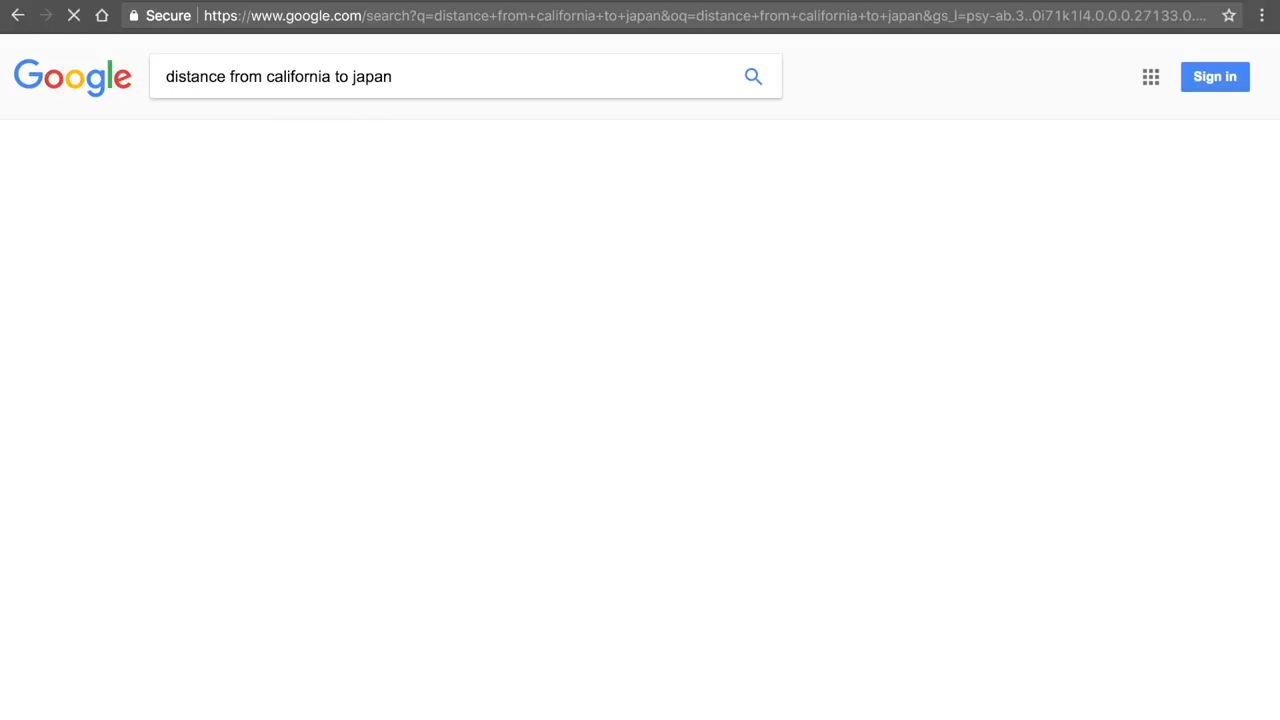 Secure https://www.google.com/search?q=distance+from+california+to+japan&oq=distance+from+california+to+japan&gs_l=psy-ab.3..0i71k1l4.0.0.0.27133.0....
Google distance from california to japan Sign in